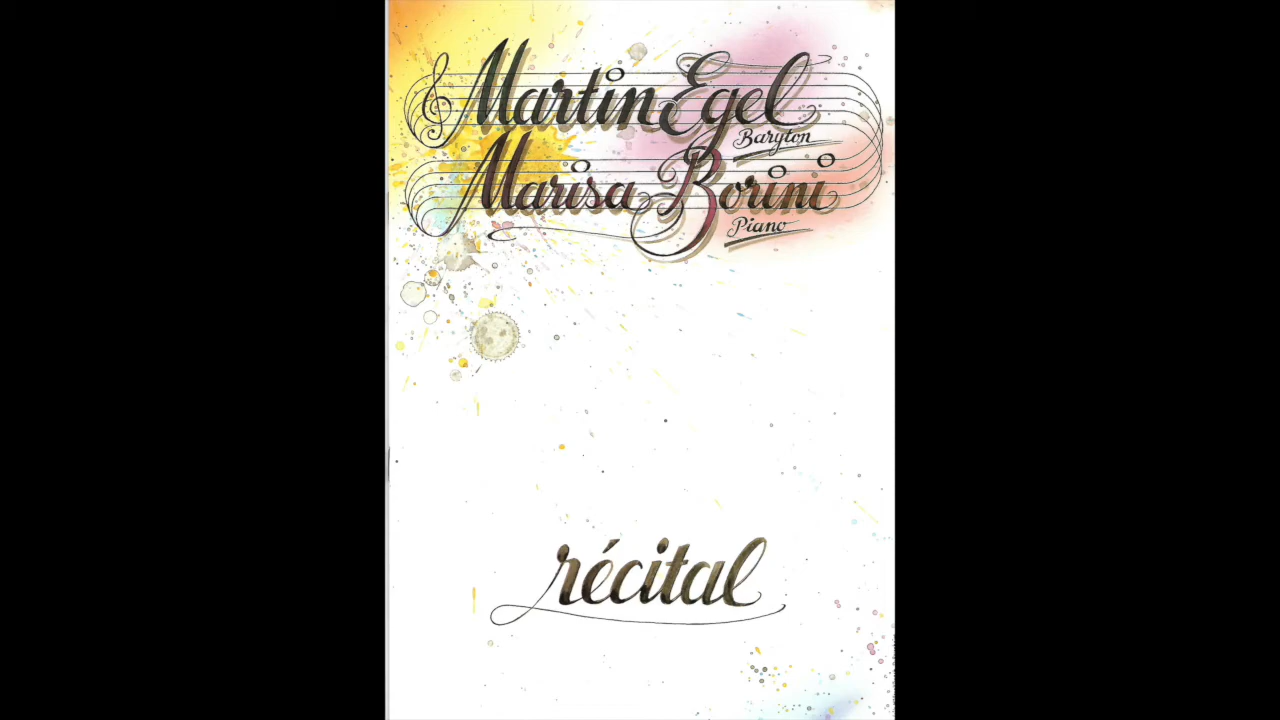 Martin Egel
Baryton
Marisa Borini
Piano
récital